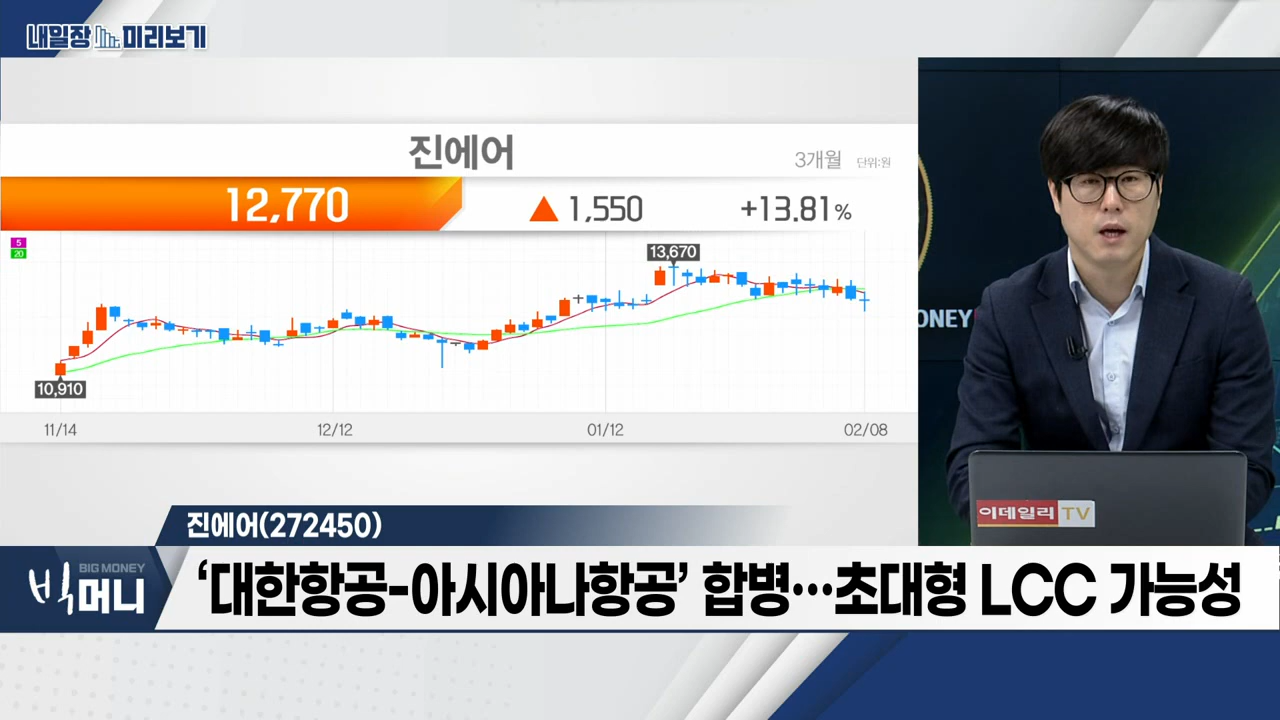 내일장 미리보기
진에어
3개월 단위:원
12,770 ▲ 1,550 +13.81%
5
20
13,670
10,910
11/14 12/12 01/12 02/08
ONEY
이데일리 TV
진에어(272450)
BIG MONEY
빅머니
‘대한항공-아시아나항공’ 합병…초대형 LCC 가능성